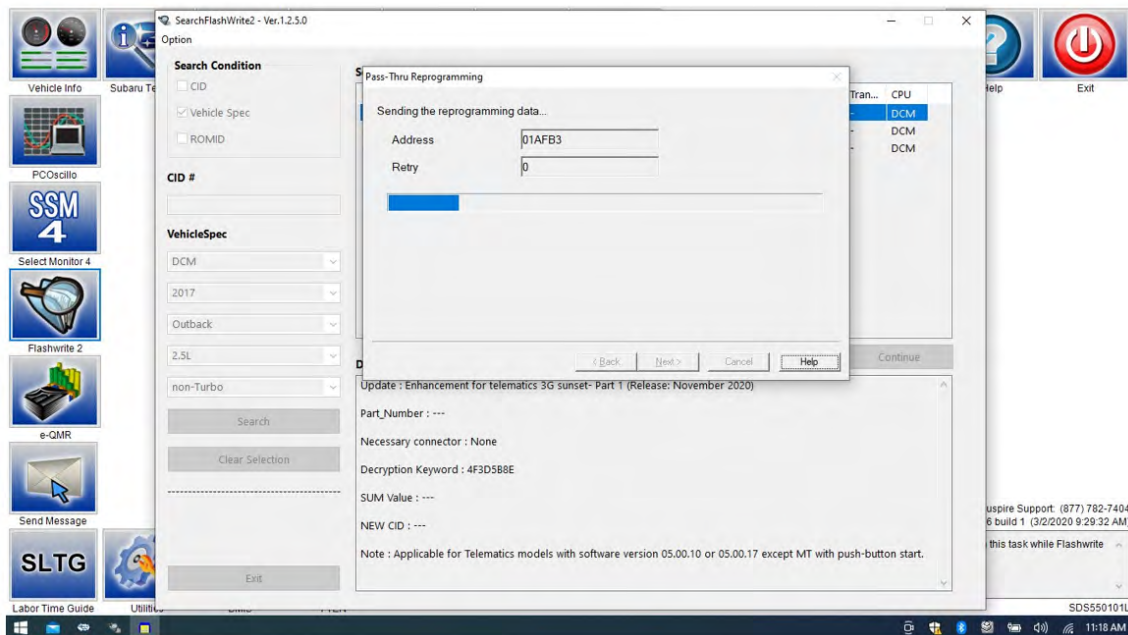 SearchFlashWrite2 - Ver.1.2.5.0
Option
Vehicle Info
Subaru Te
Help
Exit
PCOscillo
SSM
4
Select Monitor 4
Flashwrite 2
e-QMR
Send Message
SLTG
Labor Time Guide
Utilities
Search Condition
CID
Vehicle Spec
ROMID
CID #
VehicleSpec
DCM
2017
Outback
2.5L
non-Turbo
Search
Clear Selection
Exit
Tran... CPU
- DCM
- DCM
- DCM
Pass-Thru Reprogramming
Sending the reprogramming data...
Address 01AFB3
Retry 0
< Back Next > Cancel Help
Continue
Update : Enhancement for telematics 3G sunset- Part 1 (Release: November 2020)
Part_Number : ---
Necessary connector : None
Decryption Keyword : 4F3D5B8E
SUM Value : ---
NEW CID : ---
Note : Applicable for Telematics models with software version 05.00.10 or 05.00.17 except MT with push-button start.
uspire Support: (877) 782-7404
6 build 1 (3/2/2020 9:29:32 AM)
this task while Flashwrite
SDS550101L
11:18 AM